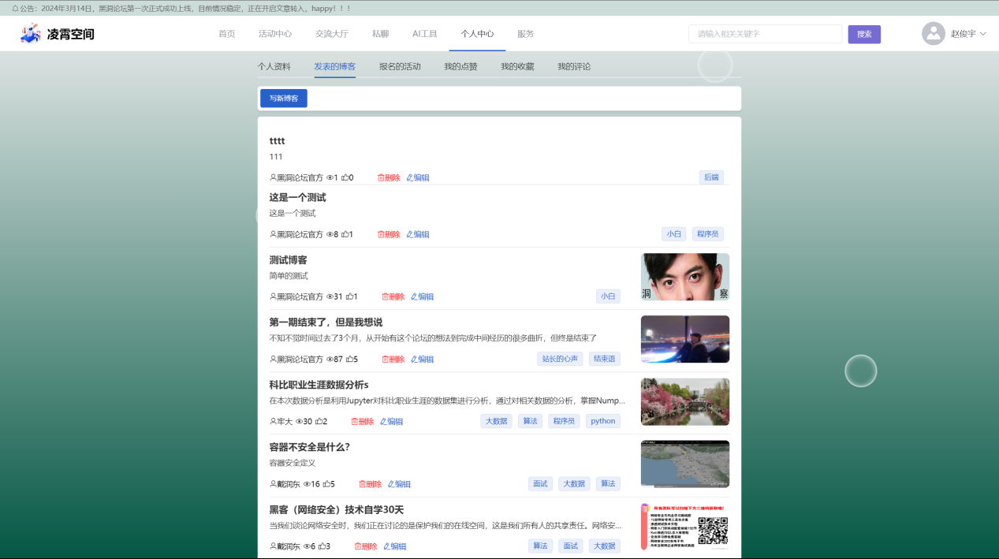 公告：2024年3月14日，黑洞论坛第一次正式成功上线，目前情况稳定，正在开启文章转入，happy！！！
凌霄空间 首页 活动中心 交流大厅 私聊 AI工具 个人中心 服务 请输入相关关键字 搜索 赵俊宇
个人资料 发表的博客 报名的活动 我的点赞 我的收藏 我的评论
写新博客
tttt
111
黑洞论坛官方 1 0 删除 编辑 后端
这是一个测试
这是一个测试
黑洞论坛官方 8 1 删除 编辑 小白 程序员
测试博客
简单的测试
洞 察
黑洞论坛官方 31 1 删除 编辑 小白
第一期结束了，但是我想说
不知不觉时间过去了3个月，从开始有这个论坛的想法到完成中间经历的很多曲折，但终是结束了
黑洞论坛官方 87 5 删除 编辑 站长的心声 结束语
科比职业生涯数据分析s
在本次数据分析是利用Jupyter对科比职业生涯的数据集进行分析，通过对相关数据的分析，掌握Nump...
牢大 30 2 删除 编辑 大数据 算法 程序员 python
容器不安全是什么？
容器安全定义
戴润东 16 5 删除 编辑 面试 大数据 算法
黑客（网络安全）技术自学30天
当我们谈论网络安全时，我们正在讨论的是保护我们的在线空间，这是我们所有人的共享责任。网络安...
戴润东 6 3 删除 编辑 算法 面试 大数据
所有资料可以扫描下方二维码获取哦！